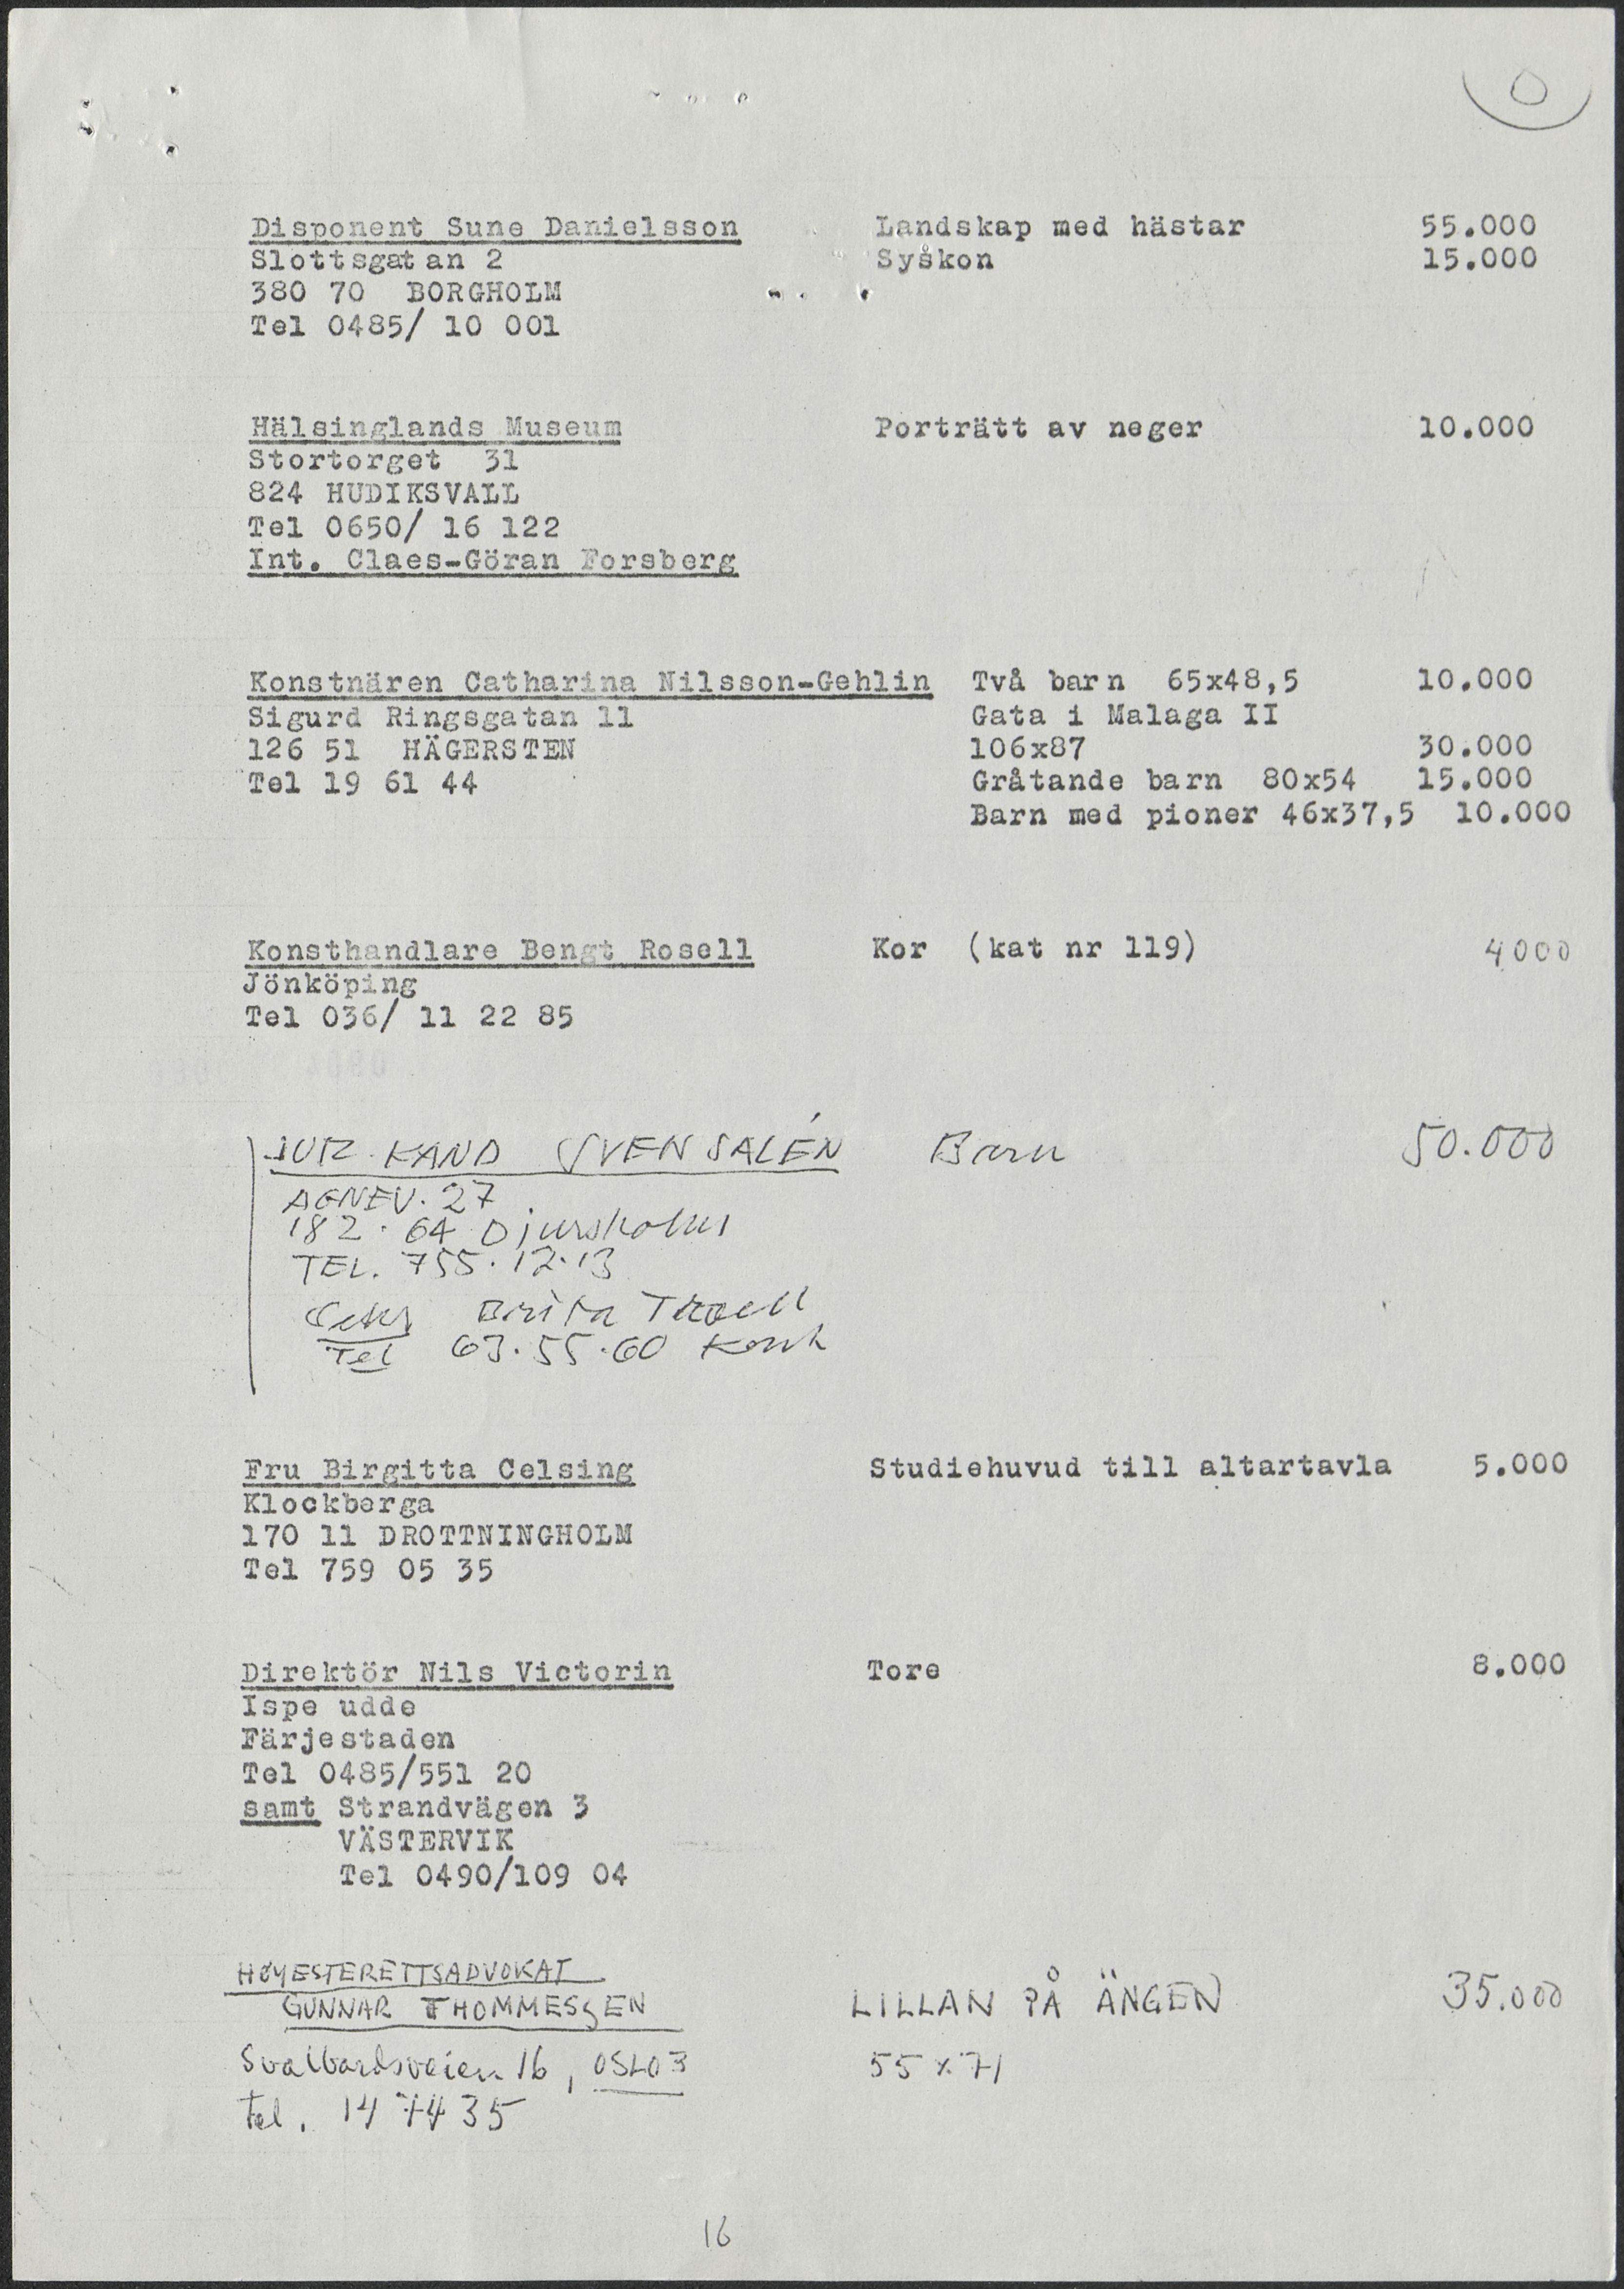 O
Disponent Sune Danielsson Landskap med hästar 55.000
Slottsgatan 2 Syskon 15.000
380 70 BORGHOLM
Tel 0485/ 10 001
Hälsinglands Museum Porträtt av neger 10.000
Stortorget 31
824 HUDIKSVALL
Tel 0650/ 16 122
Int. Claes-Göran Forsberg
Konstnären Catharina Nilsson-Gehlin Två barn 65x48,5 10.000
Sigurd Ringsgatan 11 Gata i Malaga II
126 51 HÄGERSTEN 106x87 30.000
Tel 19 61 44 Gråtande barn 80x54 15.000
Barn med pioner 46x37,5 10.000
Konsthandlare Bengt Rosell Kor (kat nr 119) 4000
Jönköping
Tel 036/ 11 22 85
JUR. KAND SVEN SALÉN Barn 50.000
AGNEV. 27
182. 64 Djursholm
TEL. 755.12.13
Sekr Brita Troell
Tel 63.55.60
Fru Birgitta Celsing Studiehuvud till altartavla 5.000
Klockberga
170 11 DROTTNINGHOLM
Tel 759 05 35
Direktör Nils Victorin Tore 8.000
Ispe udde
Färjestaden
Tel 0485/551 20
samt Strandvägen 3
VÄSTERVIK
Tel 0490/109 04
HØYESTERETTSADVOKAT
GUNNAR THOMMESSEN LILLAN PÅ ÄNGEN 35.000
Svalbardsveien 16, OSLO 3 55 x 71
tel. 14 74 35
16